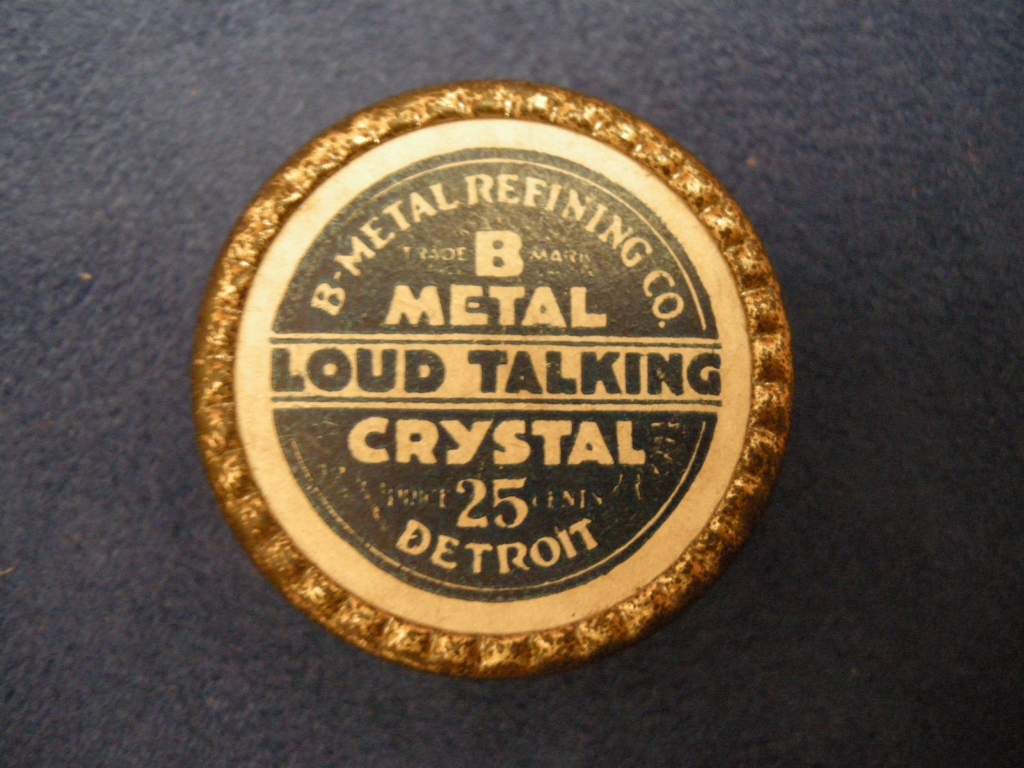 B-METAL REFINING CO.
TRADE B MARK
METAL
LOUD TALKING
CRYSTAL
PRICE 25 CENTS
DETROIT